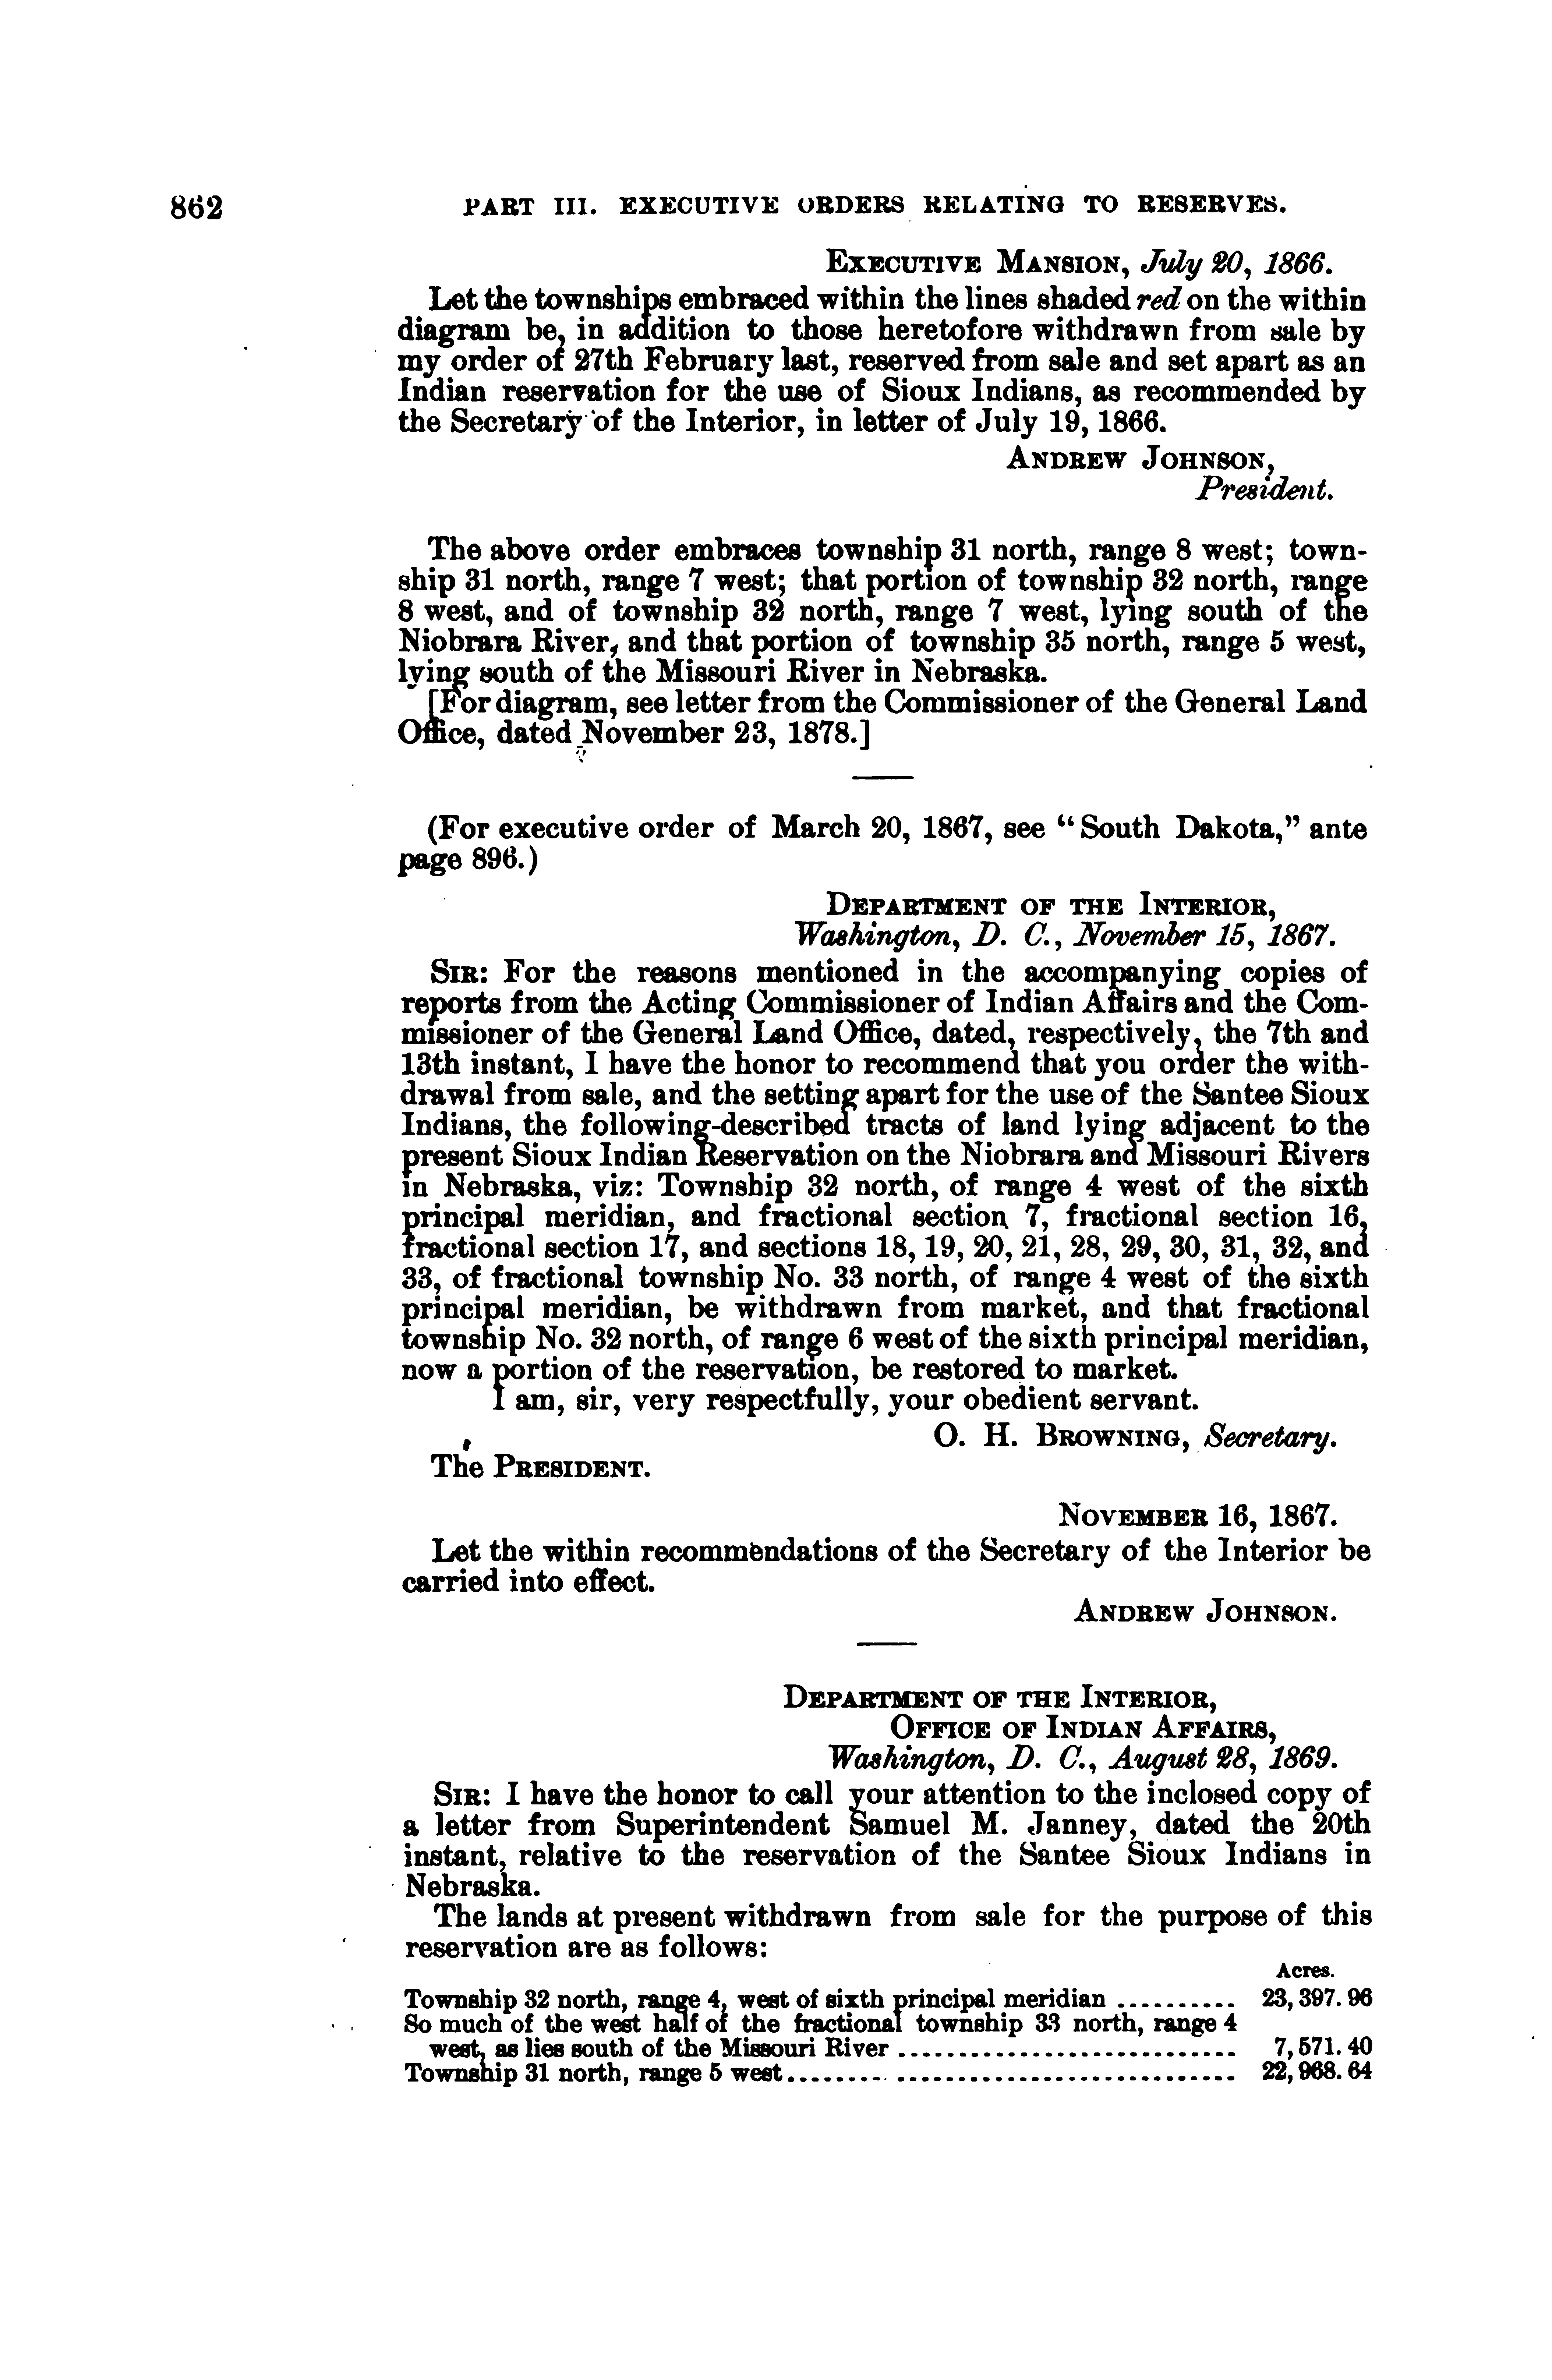 862
PART III. EXECUTIVE ORDERS RELATING TO RESERVES.
EXECUTIVE MANSION, July 20, 1866.
Let the townships embraced within the lines shaded red on the within
diagram be, in addition to those heretofore withdrawn from sale by
my order of 27th February last, reserved from sale and set apart as an
Indian reservation for the use of Sioux Indians, as recommended by
the Secretary of the Interior, in letter of July 19, 1866.
ANDREW JOHNSON,
President.
The above order embraces township 31 north, range 8 west; town-
ship 31 north, range 7 west; that portion of township 32 north, range
8 west, and of township 32 north, range 7 west, lying south of the
Niobrara River, and that portion of township 35 north, range 5 west,
lying south of the Missouri River in Nebraska.
[For diagram, see letter from the Commissioner of the General Land
Office, dated November 23, 1878.]
(For executive order of March 20, 1867, see "South Dakota," ante
page 896.)
DEPARTMENT OF THE INTERIOR,
Washington, D. C., November 15, 1867.
SIR: For the reasons mentioned in the accompanying copies of
reports from the Acting Commissioner of Indian Affairs and the Com-
missioner of the General Land Office, dated, respectively, the 7th and
13th instant, I have the honor to recommend that you order the with-
drawal from sale, and the setting apart for the use of the Santee Sioux
Indians, the following-described tracts of land lying adjacent to the
present Sioux Indian Reservation on the Niobrara and Missouri Rivers
in Nebraska, viz: Township 32 north, of range 4 west of the sixth
principal meridian, and fractional section 7, fractional section 16,
fractional section 17, and sections 18, 19, 20, 21, 28, 29, 30, 31, 32, and
33, of fractional township No. 33 north, of range 4 west of the sixth
principal meridian, be withdrawn from market, and that fractional
township No. 32 north, of range 6 west of the sixth principal meridian,
now a portion of the reservation, be restored to market.
I am, sir, very respectfully, your obedient servant.
O. H. BROWNING, Secretary.
The PRESIDENT.
NOVEMBER 16, 1867.
Let the within recommendations of the Secretary of the Interior be
carried into effect.
ANDREW JOHNSON.
DEPARTMENT OF THE INTERIOR,
OFFICE OF INDIAN AFFAIRS,
Washington, D. C., August 28, 1869.
SIR: I have the honor to call your attention to the inclosed copy of
a letter from Superintendent Samuel M. Janney, dated the 20th
instant, relative to the reservation of the Santee Sioux Indians in
Nebraska.
The lands at present withdrawn from sale for the purpose of this
reservation are as follows:
Acres.
Township 32 north, range 4, west of sixth principal meridian .......... 23,397.96
So much of the west half of the fractional township 33 north, range 4
west, as lies south of the Missouri River ............................ 7,571.40
Township 31 north, range 5 west..................................... 22,968.64